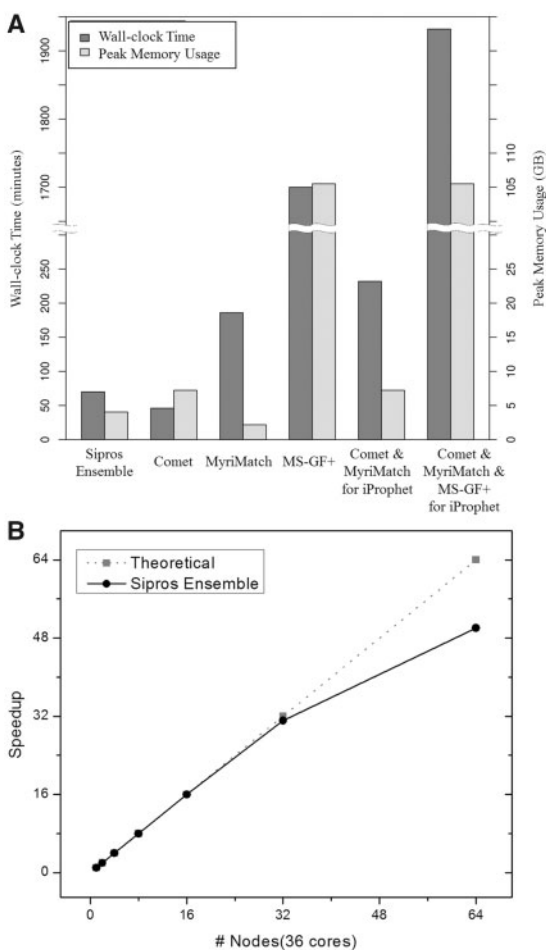 A
Wall-clock Time
Peak Memory Usage
Wall-clock Time (minutes)
1900
1800
1700
250
200
150
100
50
0
Peak Memory Usage (GB)
110
105
25
20
15
10
5
0
Sipros
Ensemble
Comet
MyriMatch
MS-GF+
Comet &
MyriMatch
for iProphet
Comet &
MyriMatch &
MS-GF+
for iProphet
B
Theoretical
Sipros Ensemble
Speedup
64
48
32
16
0
0
16
32
48
64
# Nodes(36 cores)